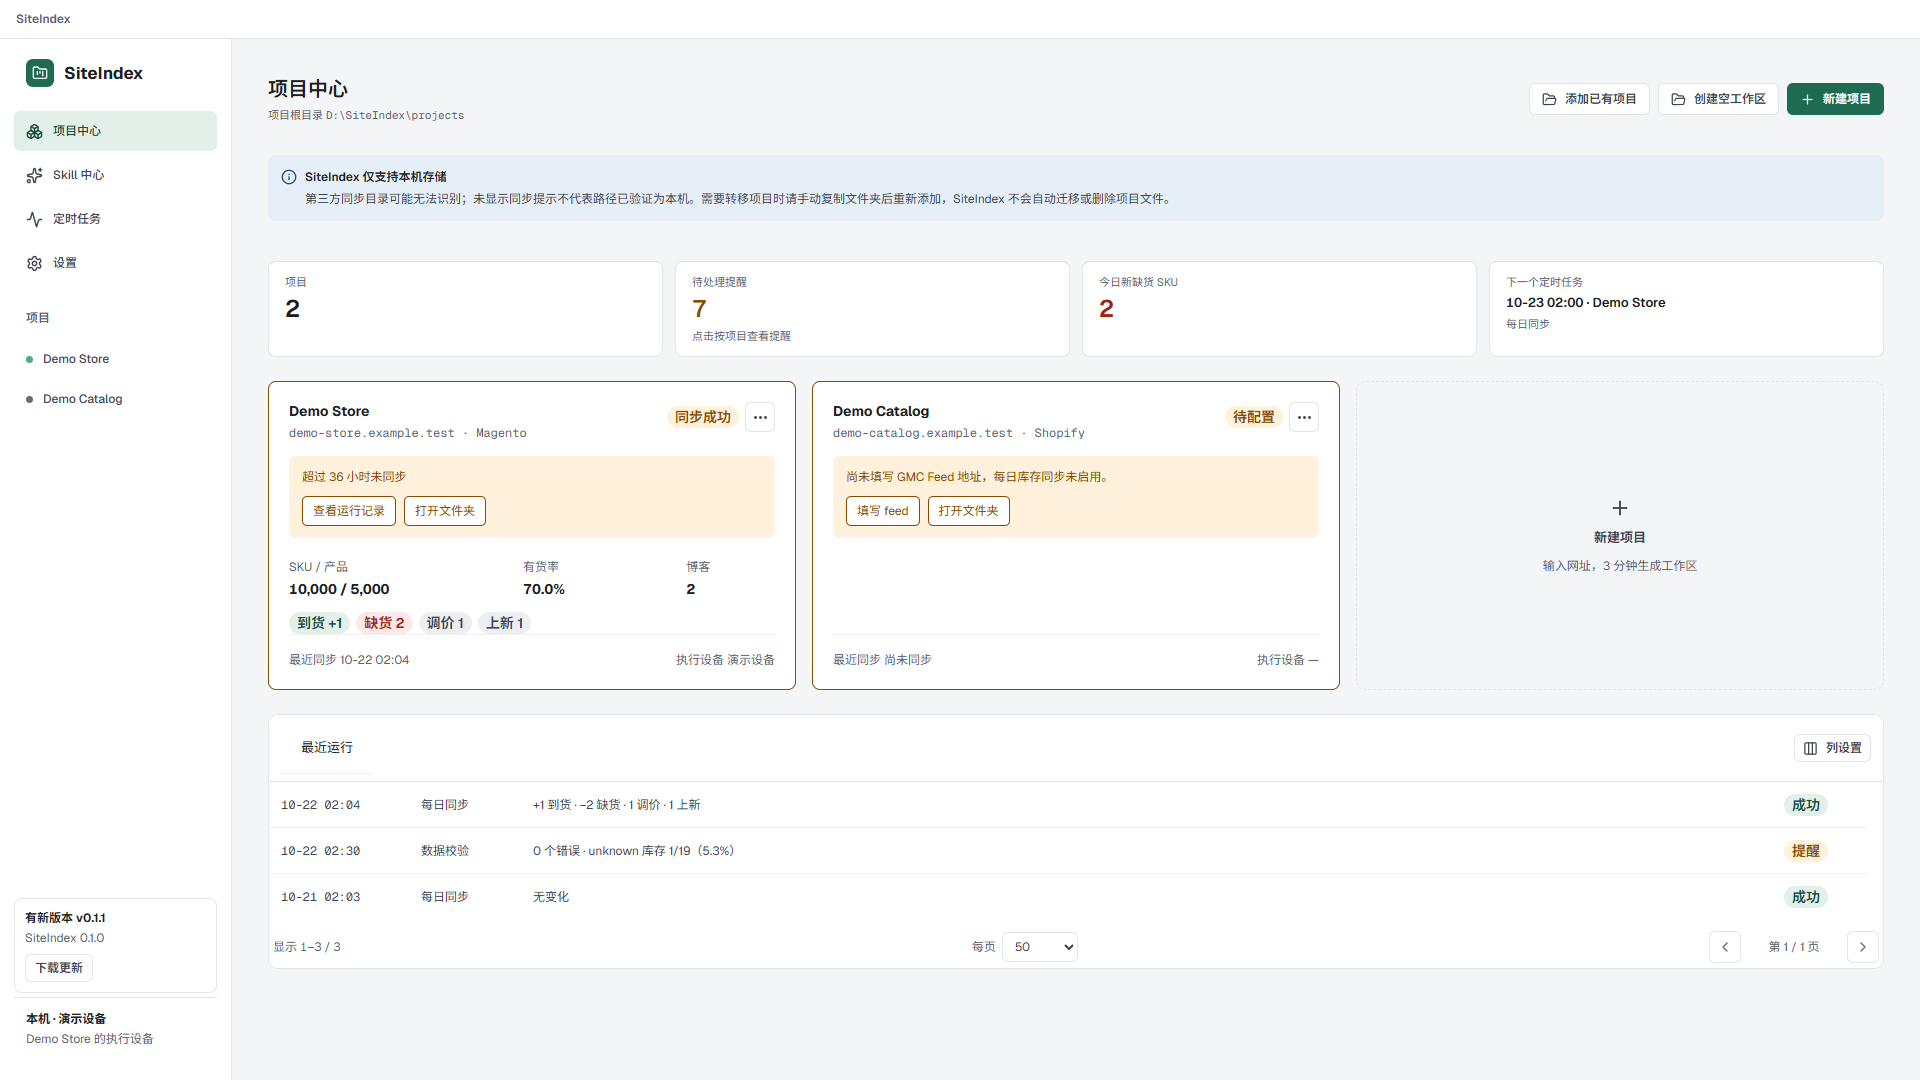 SiteIndex
SiteIndex
项目中心
Skill 中心
定时任务
设置
项目
Demo Store
Demo Catalog
有新版本 v0.1.1
SiteIndex 0.1.0
下载更新
本机 · 演示设备
Demo Store 的执行设备
项目中心
项目根目录 D:\SiteIndex\projects
添加已有项目
创建空工作区
新建项目
SiteIndex 仅支持本机存储
第三方同步目录可能无法识别；未显示同步提示不代表路径已验证为本机。需要转移项目时请手动复制文件夹后重新添加，SiteIndex 不会自动迁移或删除项目文件。
项目
2
待处理提醒
7
点击按项目查看提醒
今日新缺货 SKU
2
下一个定时任务
10-23 02:00 · Demo Store
每日同步
Demo Store
同步成功
demo-store.example.test · Magento
超过 36 小时未同步
查看运行记录 打开文件夹
SKU / 产品 有货率 博客
10,000 / 5,000 70.0% 2
到货 +1 缺货 2 调价 1 上新 1
最近同步 10-22 02:04 执行设备 演示设备
Demo Catalog
待配置
demo-catalog.example.test · Shopify
尚未填写 GMC Feed 地址，每日库存同步未启用。
填写 feed 打开文件夹
最近同步 尚未同步 执行设备 —
新建项目
输入网址，3 分钟生成工作区
最近运行 列设置
10-22 02:04 每日同步 +1 到货 · −2 缺货 · 1 调价 · 1 上新 成功
10-22 02:30 数据校验 0 个错误 · unknown 库存 1/19（5.3%） 提醒
10-21 02:03 每日同步 无变化 成功
显示 1–3 / 3 每页 50 第 1 / 1 页